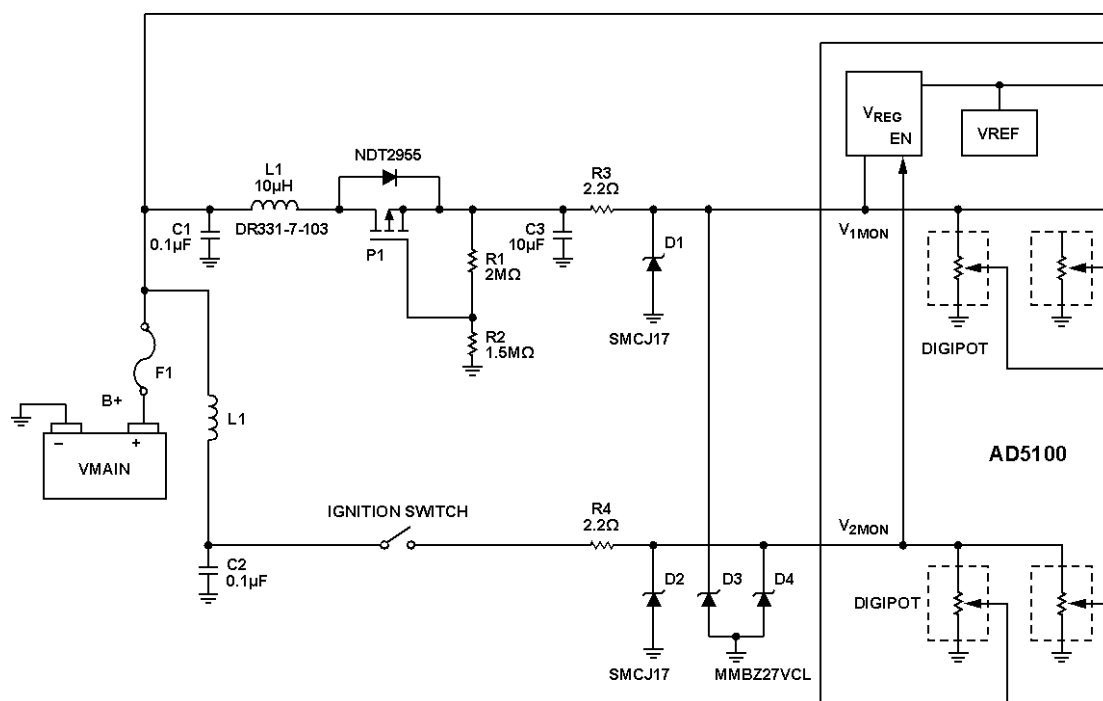 VREG
EN
VREF
NDT2955
L1
10µH
DR331-7-103
C1
0.1µF
P1
R1
2MΩ
R2
1.5MΩ
C3
10µF
R3
2.2Ω
D1
SMCJ17
V1MON
DIGIPOT
F1
B+
– +
VMAIN
L1
AD5100
IGNITION SWITCH
R4
2.2Ω
V2MON
C2
0.1µF
D2
D3
D4
DIGIPOT
SMCJ17
MMBZ27VCL